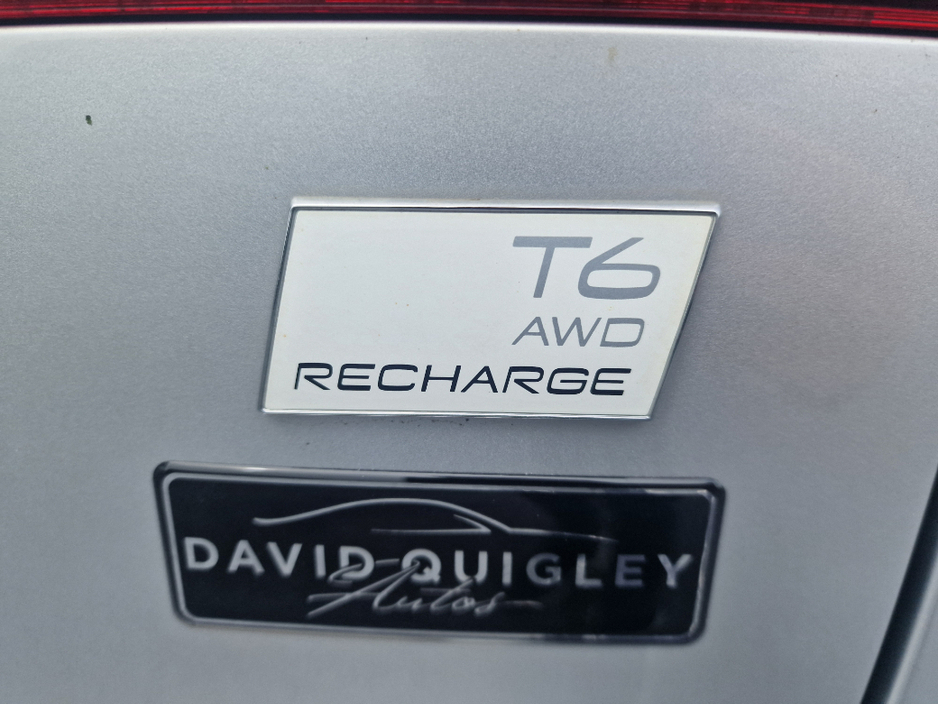 T6
AWD
RECHARGE
DAVID QUIGLEY
Autos